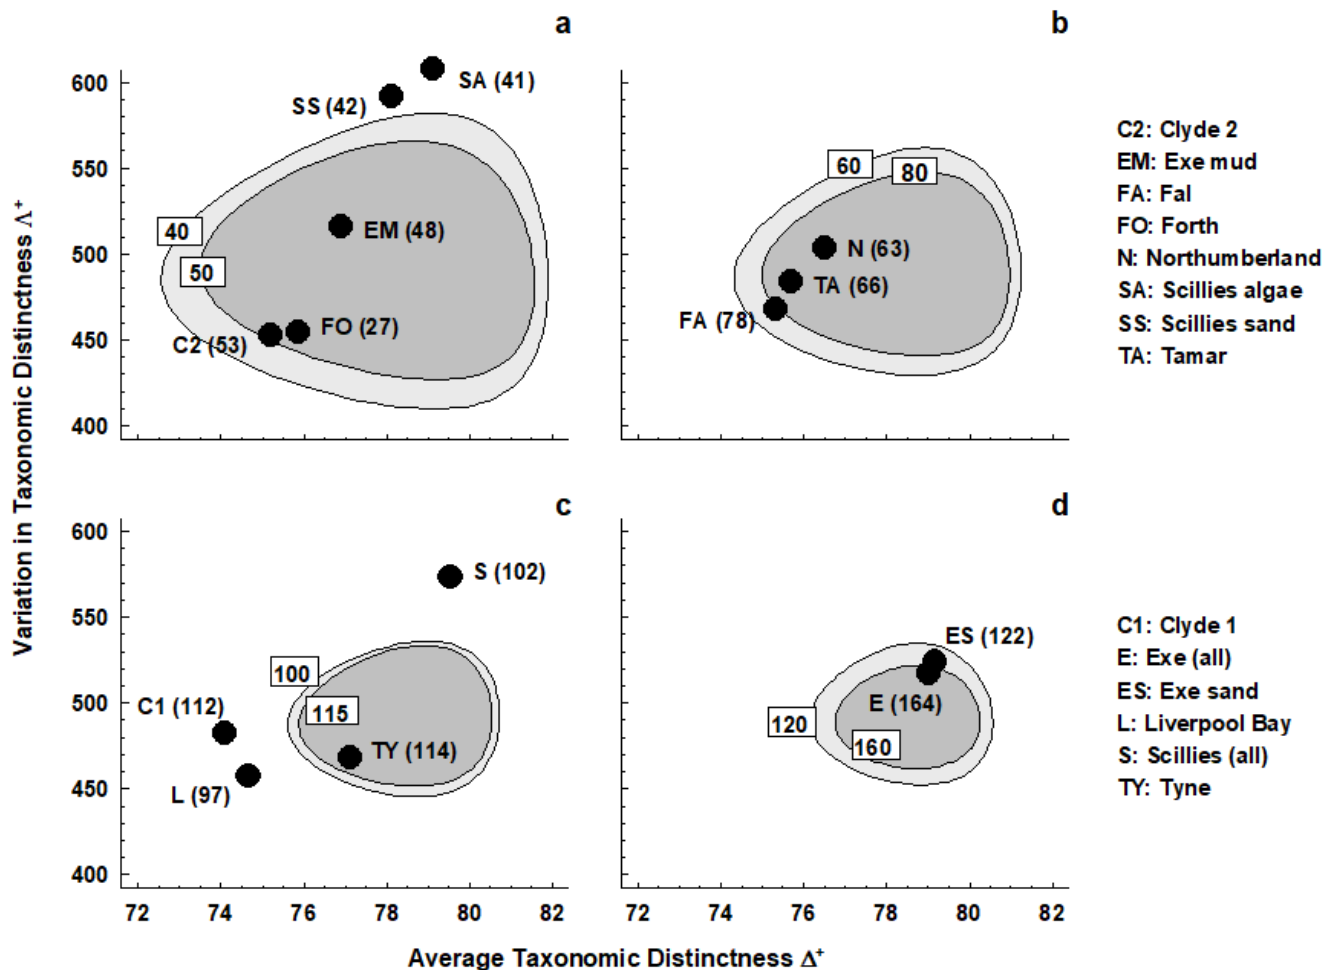 a
b
Variation in Taxonomic Distinctness Λ⁺
600
550
500
450
400
SA (41)
SS (42)
40
EM (48)
50
FO (27)
C2 (53)
60
80
N (63)
TA (66)
FA (78)
C2: Clyde 2
EM: Exe mud
FA: Fal
FO: Forth
N: Northumberland
SA: Scillies algae
SS: Scillies sand
TA: Tamar
c
d
600
550
500
450
400
S (102)
100
C1 (112)
115
TY (114)
L (97)
ES (122)
E (164)
120
160
C1: Clyde 1
E: Exe (all)
ES: Exe sand
L: Liverpool Bay
S: Scillies (all)
TY: Tyne
72 74 76 78 80 82
72 74 76 78 80 82
Average Taxonomic Distinctness Δ⁺